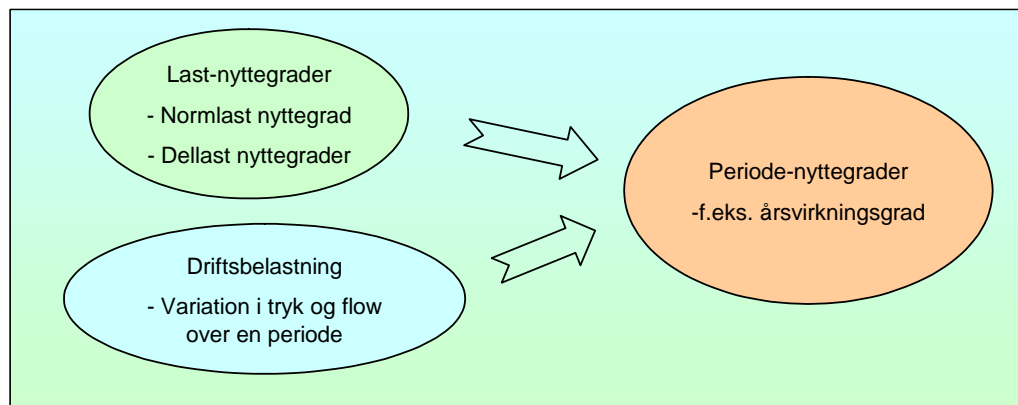 Last-nyttegrader
- Normlast nyttegrad
- Dellast nyttegrader
Driftsbelastning
- Variation i tryk og flow
over en periode
Periode-nyttegrader
-f.eks. årsvirkningsgrad